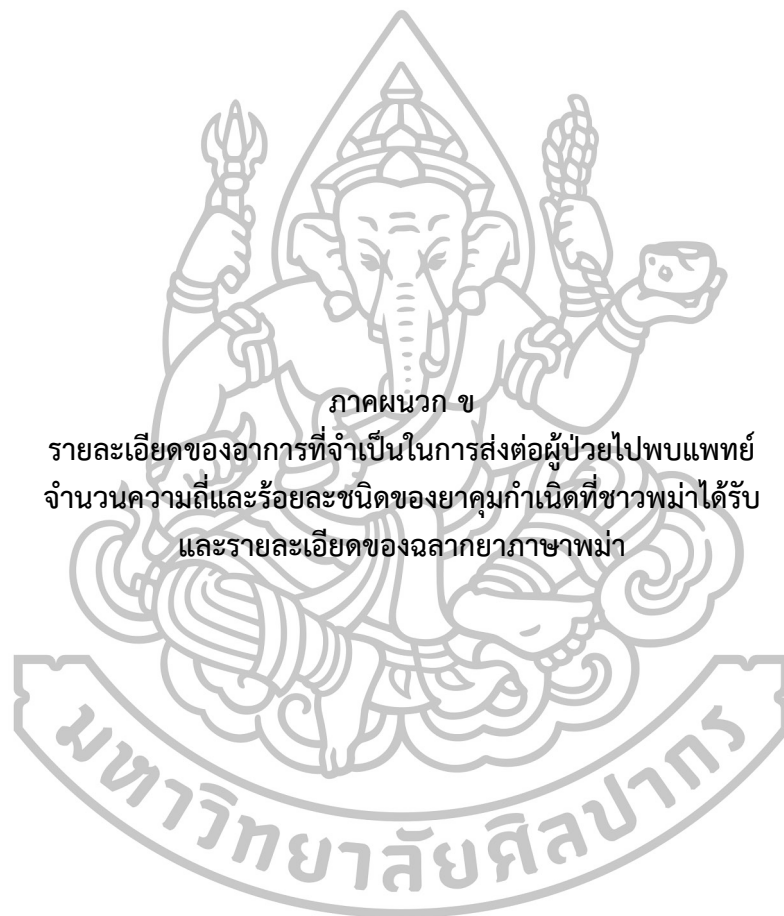 ภาคผนวก ข
รายละเอียดของอาการที่จำเป็นในการส่งต่อผู้ป่วยไปพบแพทย์
จำนวนความถี่และร้อยละชนิดของยาคุมกำเนิดที่ชาวพม่าได้รับ
และรายละเอียดของฉลากยาภาษาพม่า
มหาวิทยาลัยศิลปากร